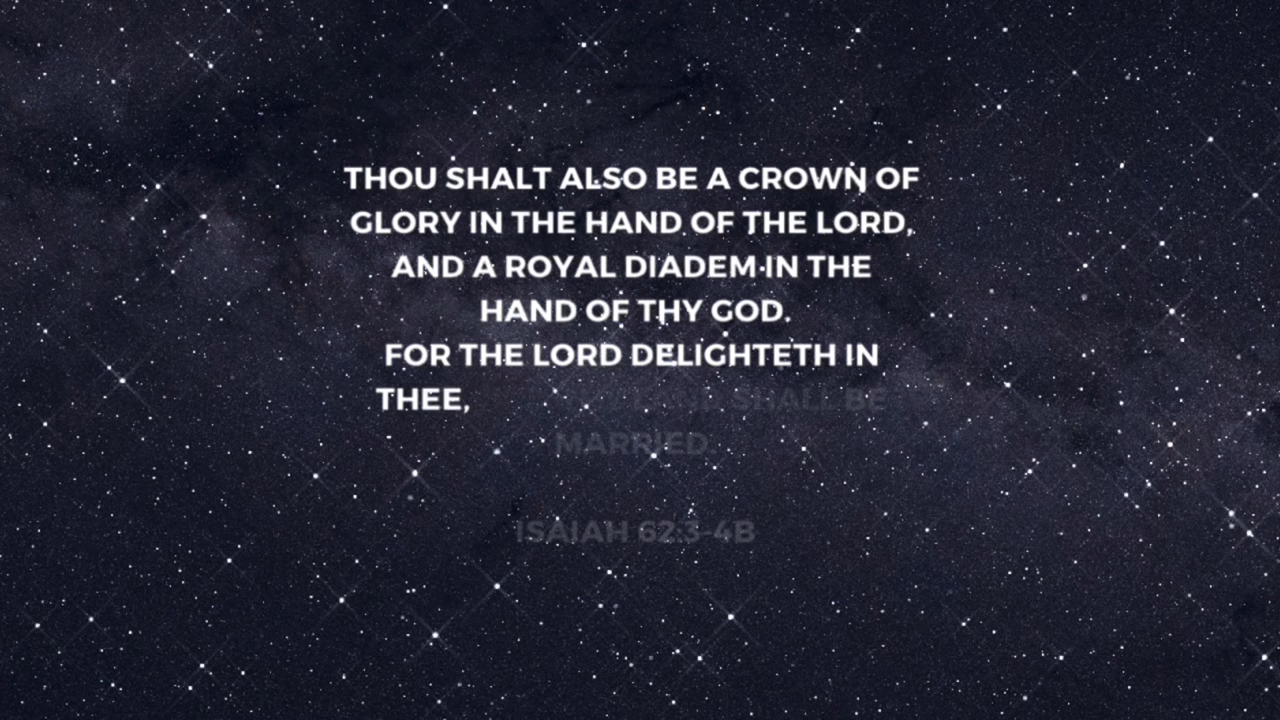 THOU SHALT ALSO BE A CROWN OF
GLORY IN THE HAND OF THE LORD,
AND A ROYAL DIADEM IN THE
HAND OF THY GOD.
FOR THE LORD DELIGHTETH IN
THEE, LORD SHALL BE
MARRIED.
ISAIAH 62:3-4B